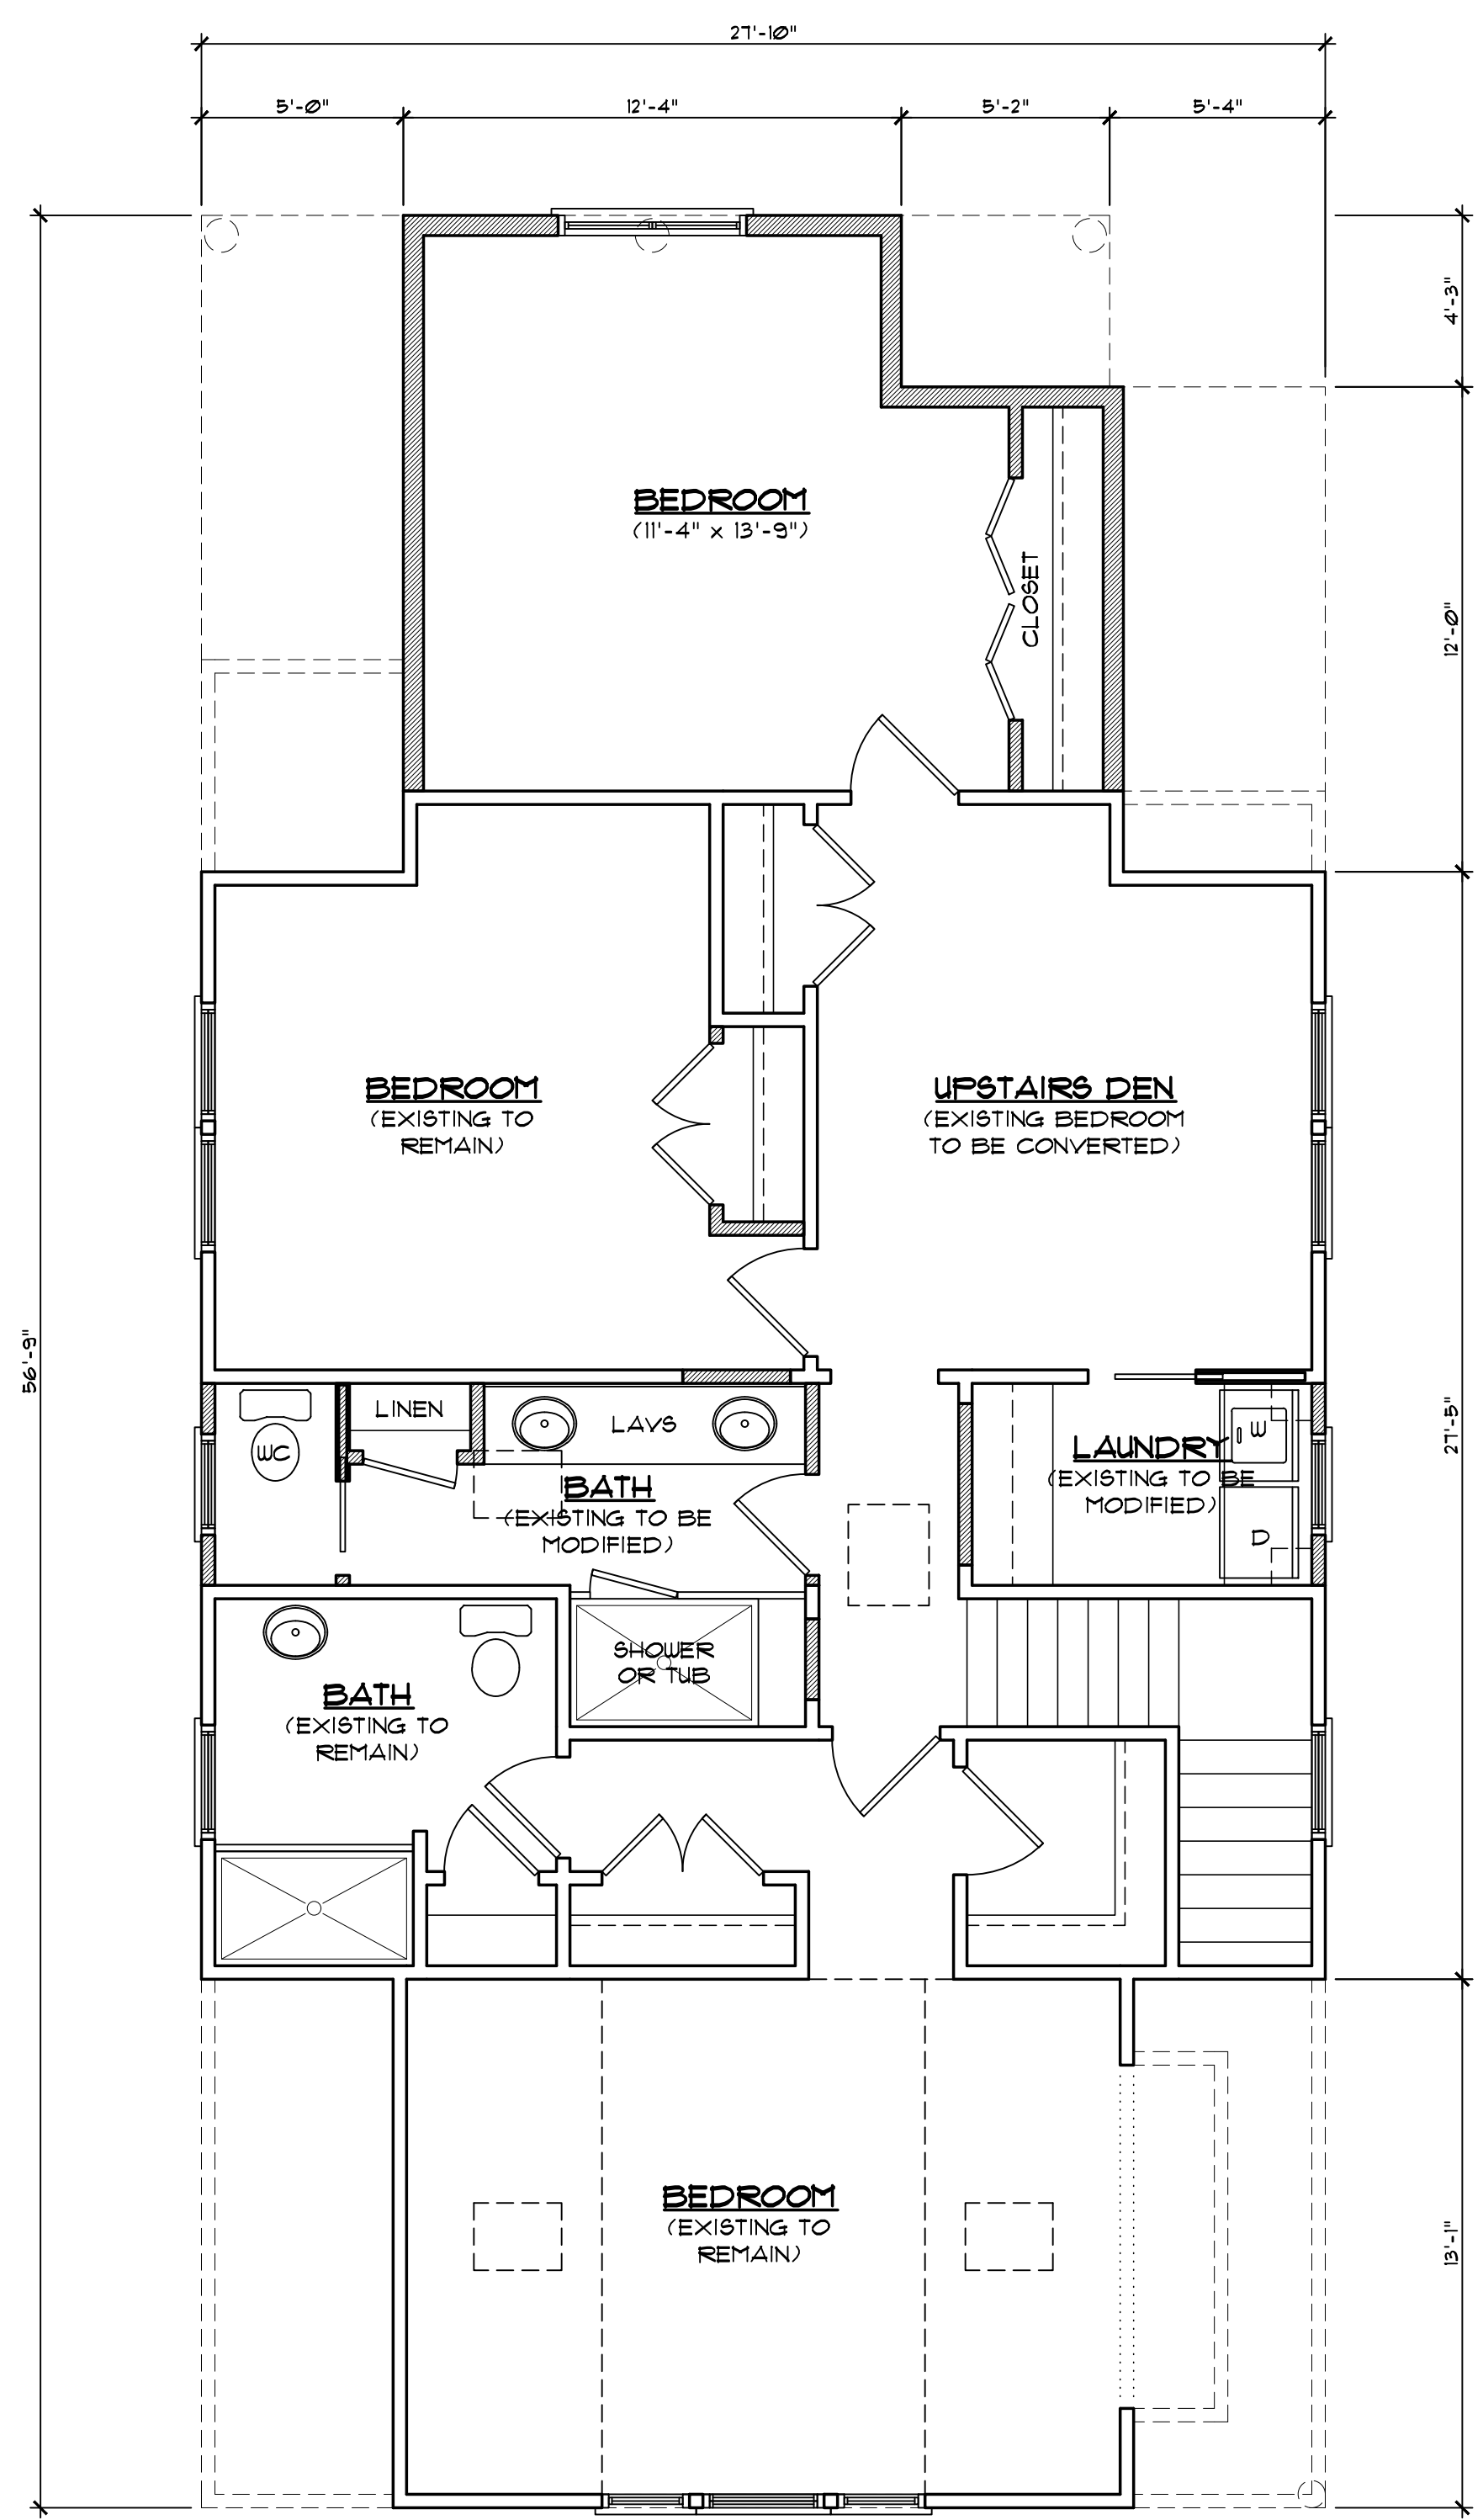 27'-10"
5'-0"
12'-4"
5'-2"
5'-4"
4'-3"
BEDROOM
(11'-4" x 13'-9")
CLOSET
12'-0"
BEDROOM
(EXISTING TO
REMAIN)
UPSTAIRS DEN
(EXISTING BEDROOM
TO BE CONVERTED)
56'-9"
LINEN
LAVS
WC
W
27'-5"
LAUNDRY
(EXISTING TO BE
MODIFIED)
BATH
(EXISTING TO BE
MODIFIED)
D
SHOWER
OR TUB
BATH
(EXISTING TO
REMAIN)
BEDROOM
(EXISTING TO
REMAIN)
13'-1"